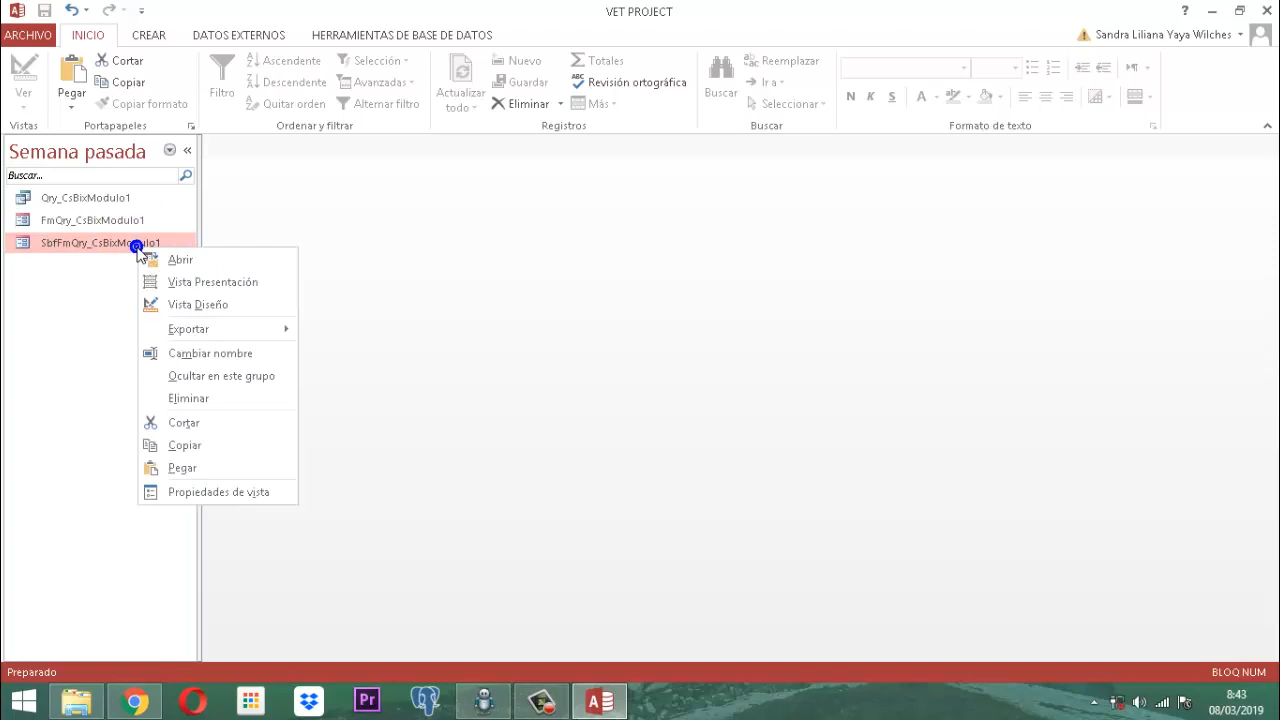 VET PROJECT
ARCHIVO INICIO CREAR DATOS EXTERNOS HERRAMIENTAS DE BASE DE DATOS Sandra Liliana Yaya Wilches
Ver
Vistas
Pegar
Cortar
Copiar
Copiar formato
Portapapeles
Filtro
Ascendente
Descendente
Quitar orden
Selección
Avanzadas
Alternar filtro
Ordenar y filtrar
Actualizar
todo
Nuevo
Guardar
Eliminar
Totales
Revisión ortográfica
Más
Registros
Buscar
Reemplazar
Ir a
Seleccionar
Buscar
N K S A
Formato de texto
Semana pasada
Buscar...
Qry_CsBixModulo1
FmQry_CsBixModulo1
SbfFmQry_CsBixModulo1
Abrir
Vista Presentación
Vista Diseño
Exportar
Cambiar nombre
Ocultar en este grupo
Eliminar
Cortar
Copiar
Pegar
Propiedades de vista
Preparado
BLOQ NUM
Pr
8:43
08/03/2019